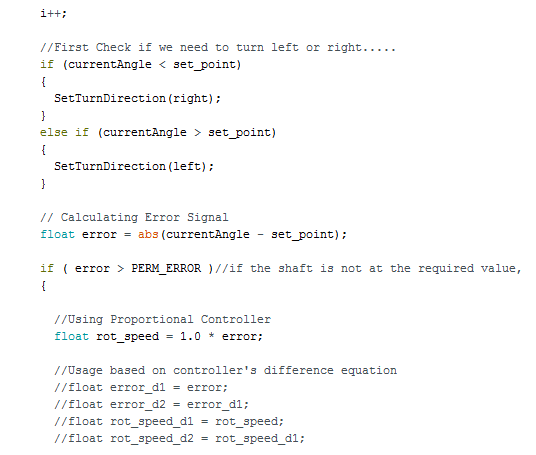 i++;
//First Check if we need to turn left or right.....
if (currentAngle < set_point)
{
SetTurnDirection(right);
}
else if (currentAngle > set_point)
{
SetTurnDirection(left);
}
// Calculating Error Signal
float error = abs(currentAngle - set_point);
if ( error > PERM_ERROR )//if the shaft is not at the required value,
{
//Using Proportional Controller
float rot_speed = 1.0 * error;
//Usage based on controller's difference equation
//float error_d1 = error;
//float error_d2 = error_d1;
//float rot_speed_d1 = rot_speed;
//float rot_speed_d2 = rot_speed_d1;